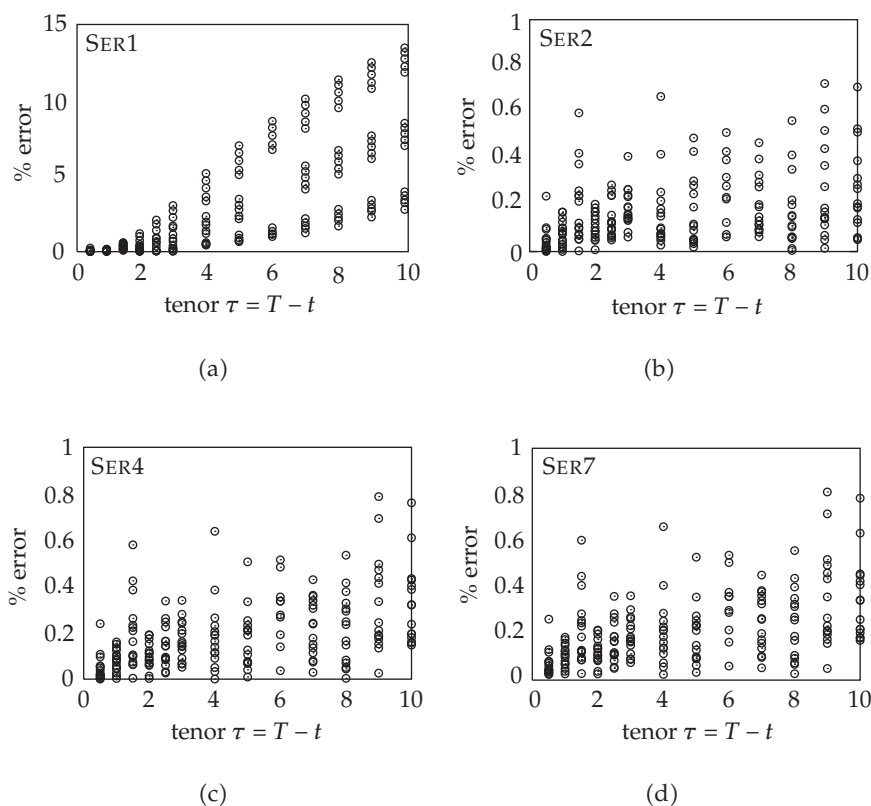 SER1
% error
15
10
5
0
0 2 4 6 8 10
tenor τ = T − t
(a)
SER2
% error
1
0.8
0.6
0.4
0.2
0
0 2 4 6 8 10
tenor τ = T − t
(b)
SER4
% error
1
0.8
0.6
0.4
0.2
0
0 2 4 6 8 10
tenor τ = T − t
(c)
SER7
% error
1
0.8
0.6
0.4
0.2
0
0 2 4 6 8 10
tenor τ = T − t
(d)